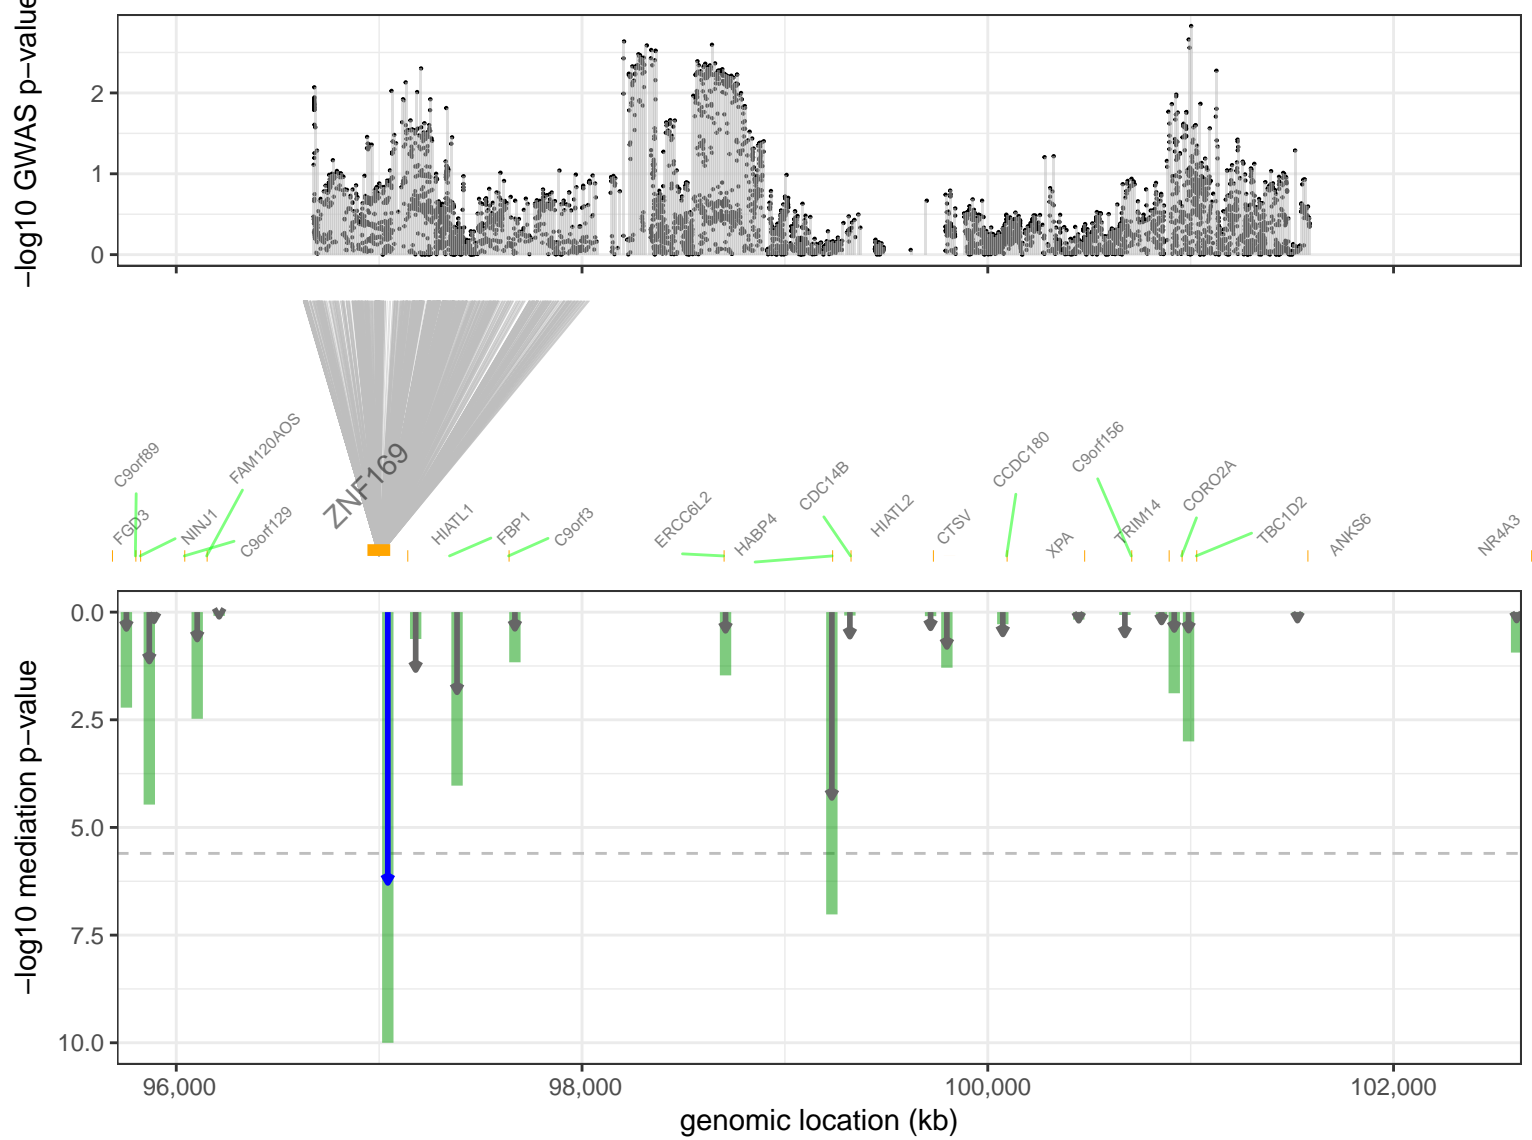 −log10 GWAS p−value
2
1
0
C9orf89
FAM120AOS
ZNF169
FGD3
NINJ1
C9orf129
HIATL1
FBP1
C9orf3
ERCC6L2
HABP4
CDC14B
HIATL2
CTSV
CCDC180
XPA
C9orf156
TRIM14
CORO2A
TBC1D2
ANKS6
NR4A3
−log10 mediation p−value
0.0
2.5
5.0
7.5
10.0
96,000
98,000
100,000
102,000
genomic location (kb)